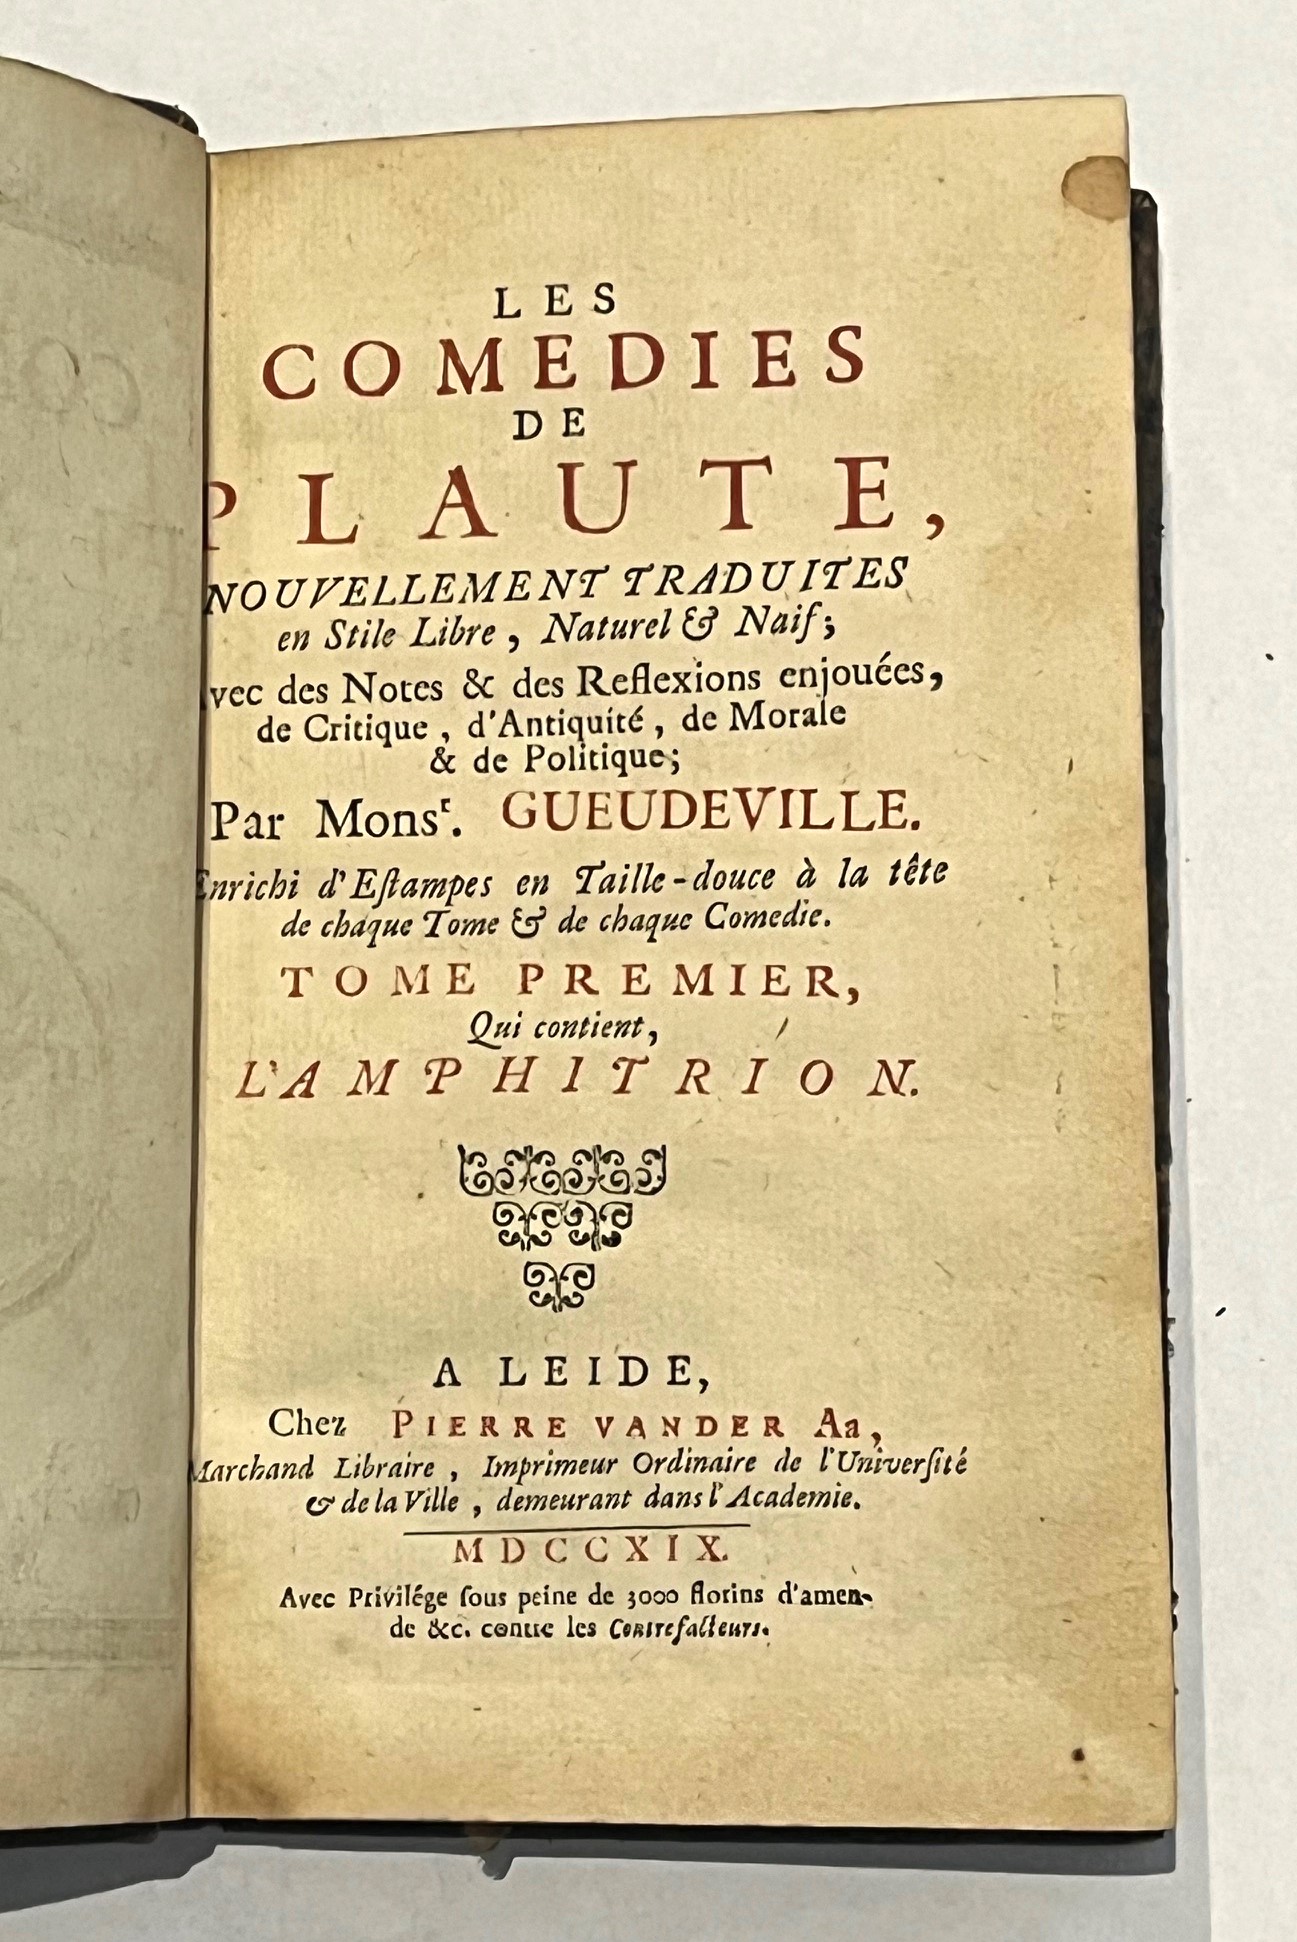 LES
COMEDIES
DE
PLAUTE,
NOUVELLEMENT TRADUITES
en Stile Libre, Naturel & Naif;
vec des Notes & des Reflexions enjouées,
de Critique, d'Antiquité, de Morale
& de Politique;
Par Monsr. GUEUDEVILLE.
Enrichi d'Eſtampes en Taille-douce à la tête
de chaque Tome & de chaque Comedie.
TOME PREMIER,
Qui contient,
L'AMPHITRION.
A LEIDE,
Chez PIERRE VANDER Aa,
Marchand Libraire, Imprimeur Ordinaire de l'Univerſité
& de la Ville, demeurant dans l'Academie.
MDCCXIX.
Avec Privilége ſous peine de 3000 florins d'amen-
de &c. contre les Contrefaƈteurs.